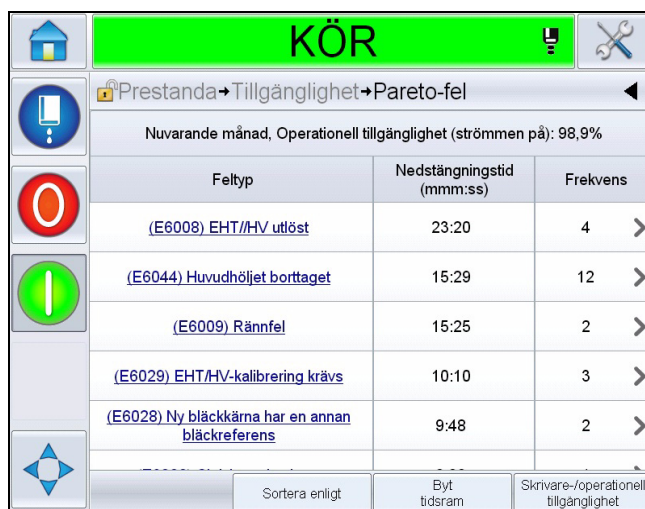 KÖR
Prestanda→Tillgänglighet→Pareto-fel
Nuvarande månad, Operationell tillgänglighet (strömmen på): 98,9%
Feltyp Nedstängningstid (mmm:ss) Frekvens
(E6008) EHT//HV utlöst 23:20 4
(E6044) Huvudhöljet borttaget 15:29 12
(E6009) Rännfel 15:25 2
(E6029) EHT/HV-kalibrering krävs 10:10 3
(E6028) Ny bläckkärna har en annan bläckreferens 9:48 2
Sortera enligt
Byt tidsram
Skrivare-/operationell tillgänglighet